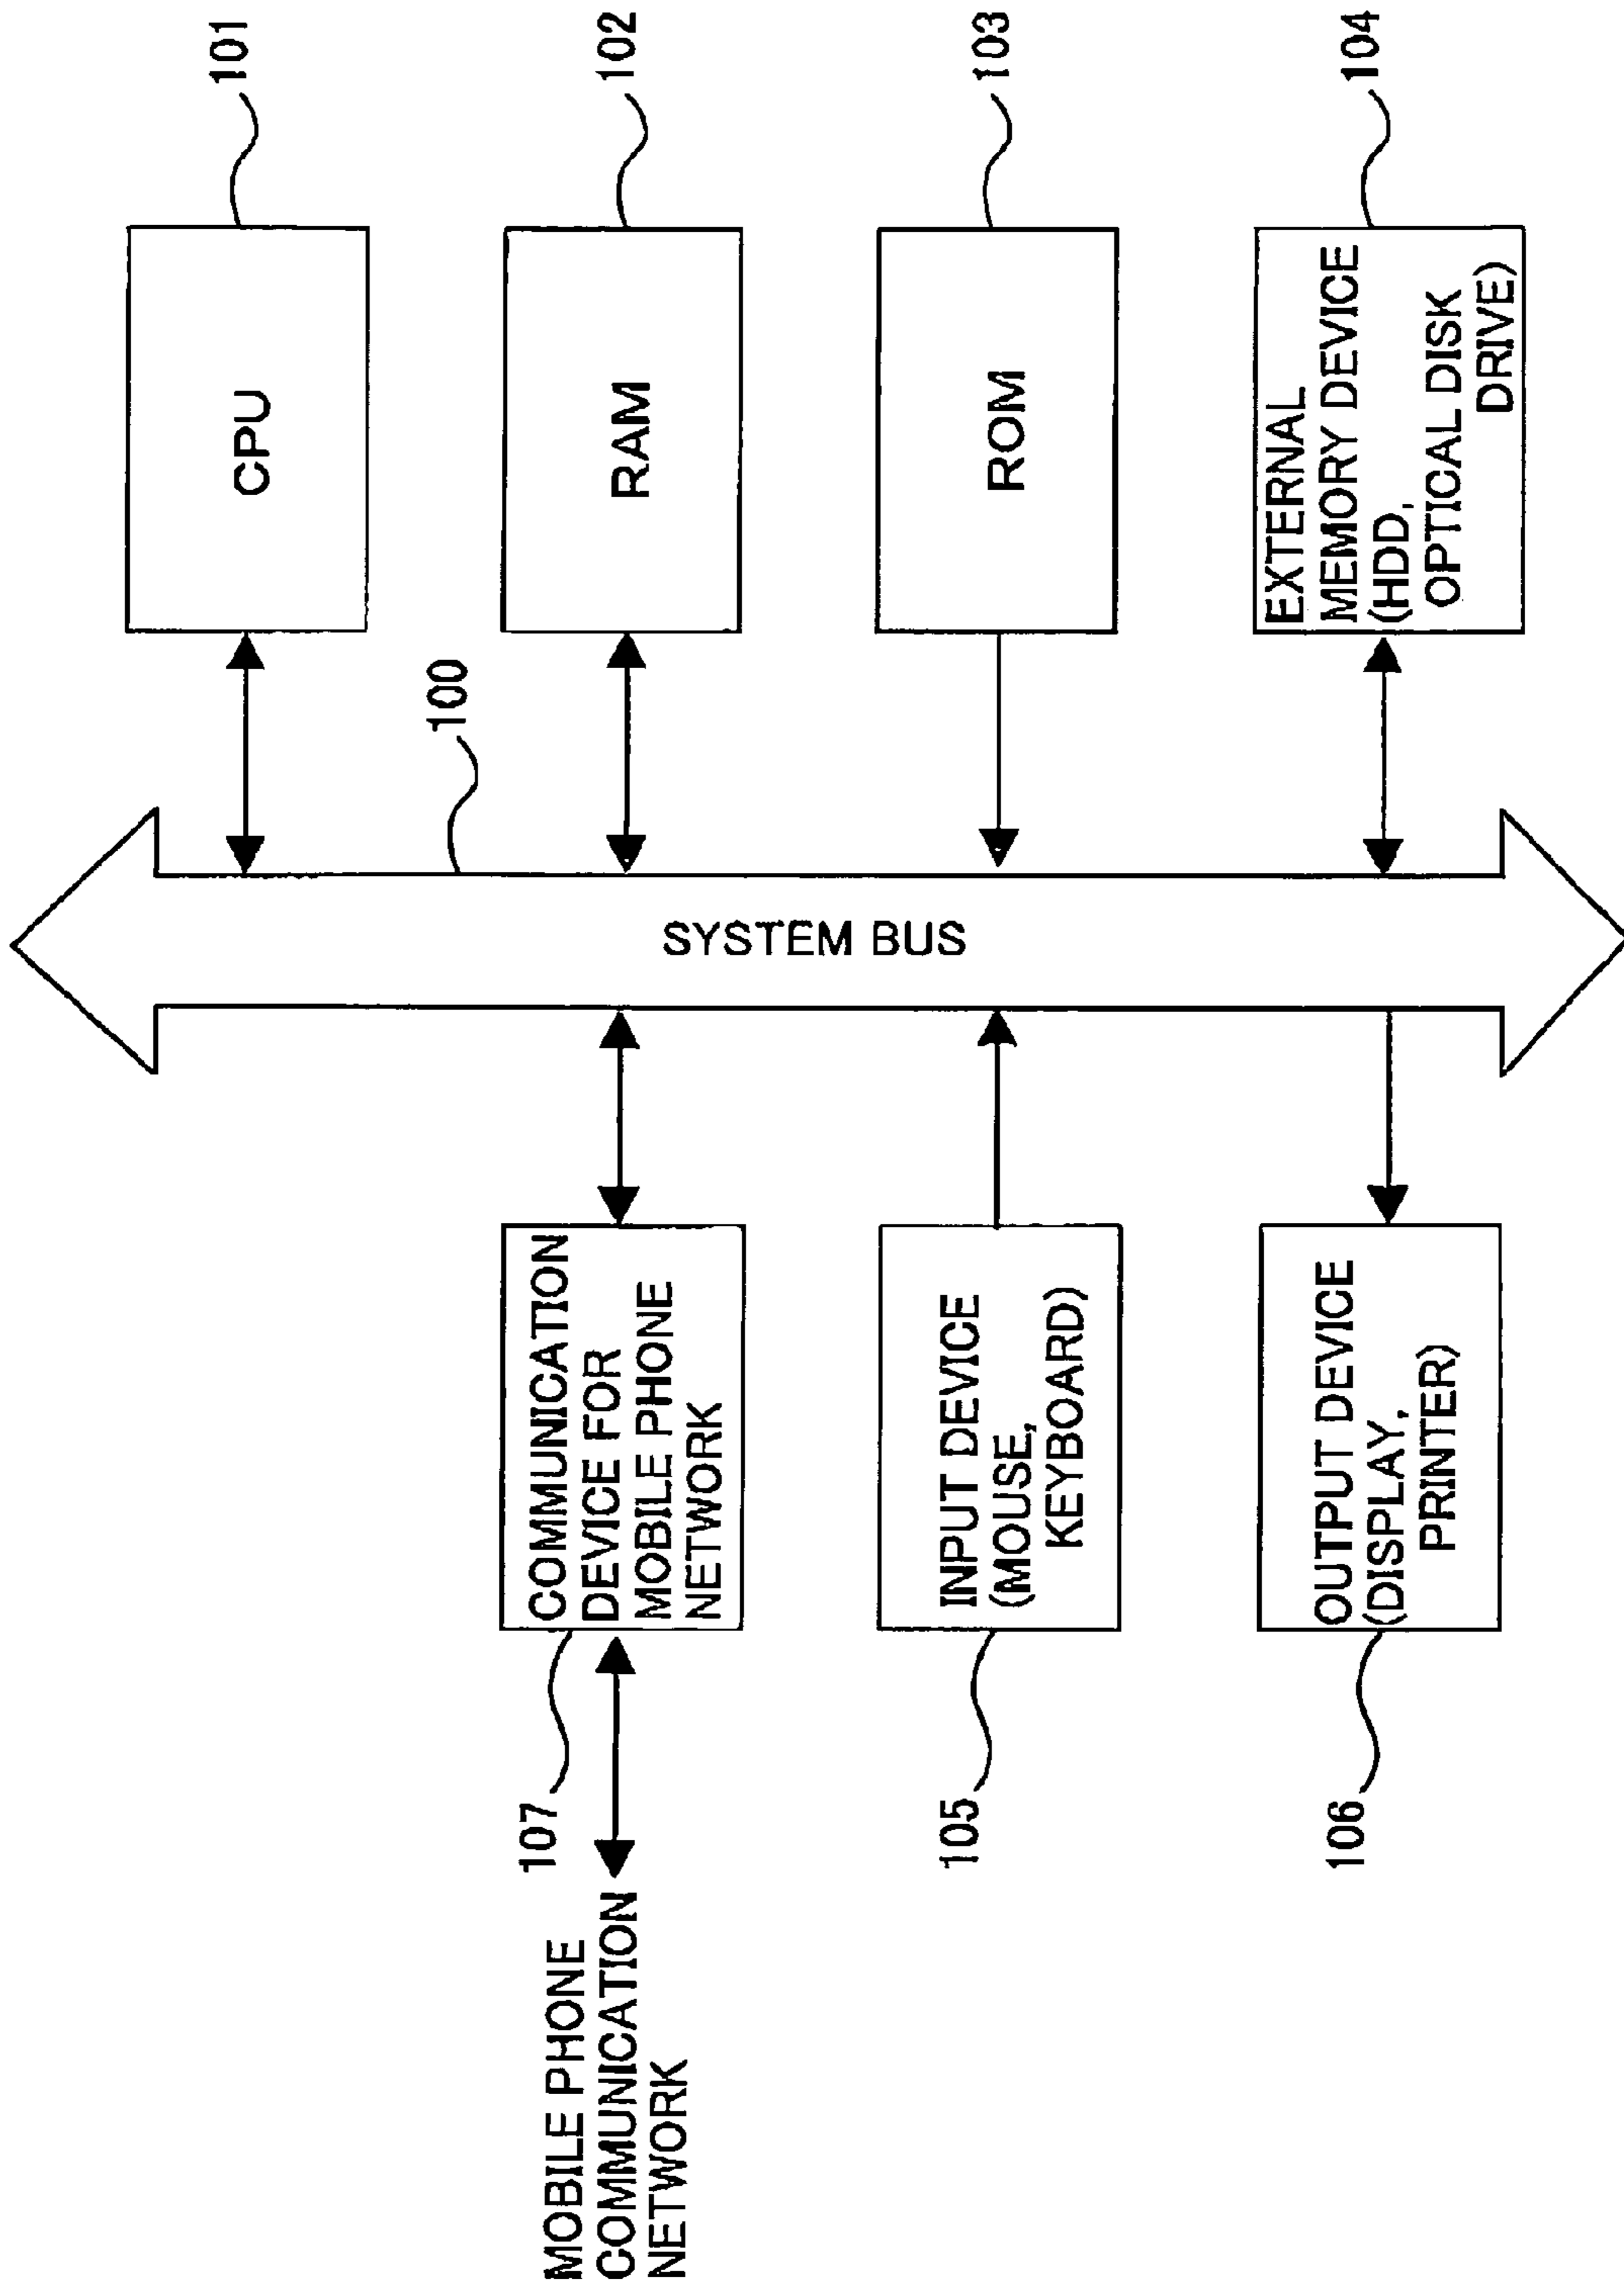 101
CPU
102
RAM
103
ROM
104
EXTERNAL
MEMORY DEVICE
(HDD,
OPTICAL DISK
DRIVE)
100
SYSTEM BUS
COMMUNICATION
DEVICE FOR
MOBILE PHONE
NETWORK
107
MOBILE PHONE
COMMUNICATION
NETWORK
INPUT DEVICE
(MOUSE,
KEYBOARD)
105
OUTPUT DEVICE
(DISPLAY,
PRINTER)
106